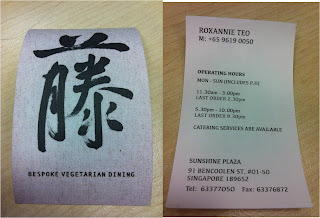 藤
BESPOKE VEGETARIAN DINING
ROXANNIE TEO
M: +65 9619 0050
OPERATING HOURS
MON - SUN (INCLUDES P.H)
11.30am - 3.00pm
LAST ORDER 2.30pm
5.30pm - 10.00pm
LAST ORDER 9.30pm
CATERING SERVICES ARE AVAILABLE
SUNSHINE PLAZA
91 BENCOOLEN ST, #01-50
SINGAPORE 189652
Tel: 63377050 Fax: 63376872